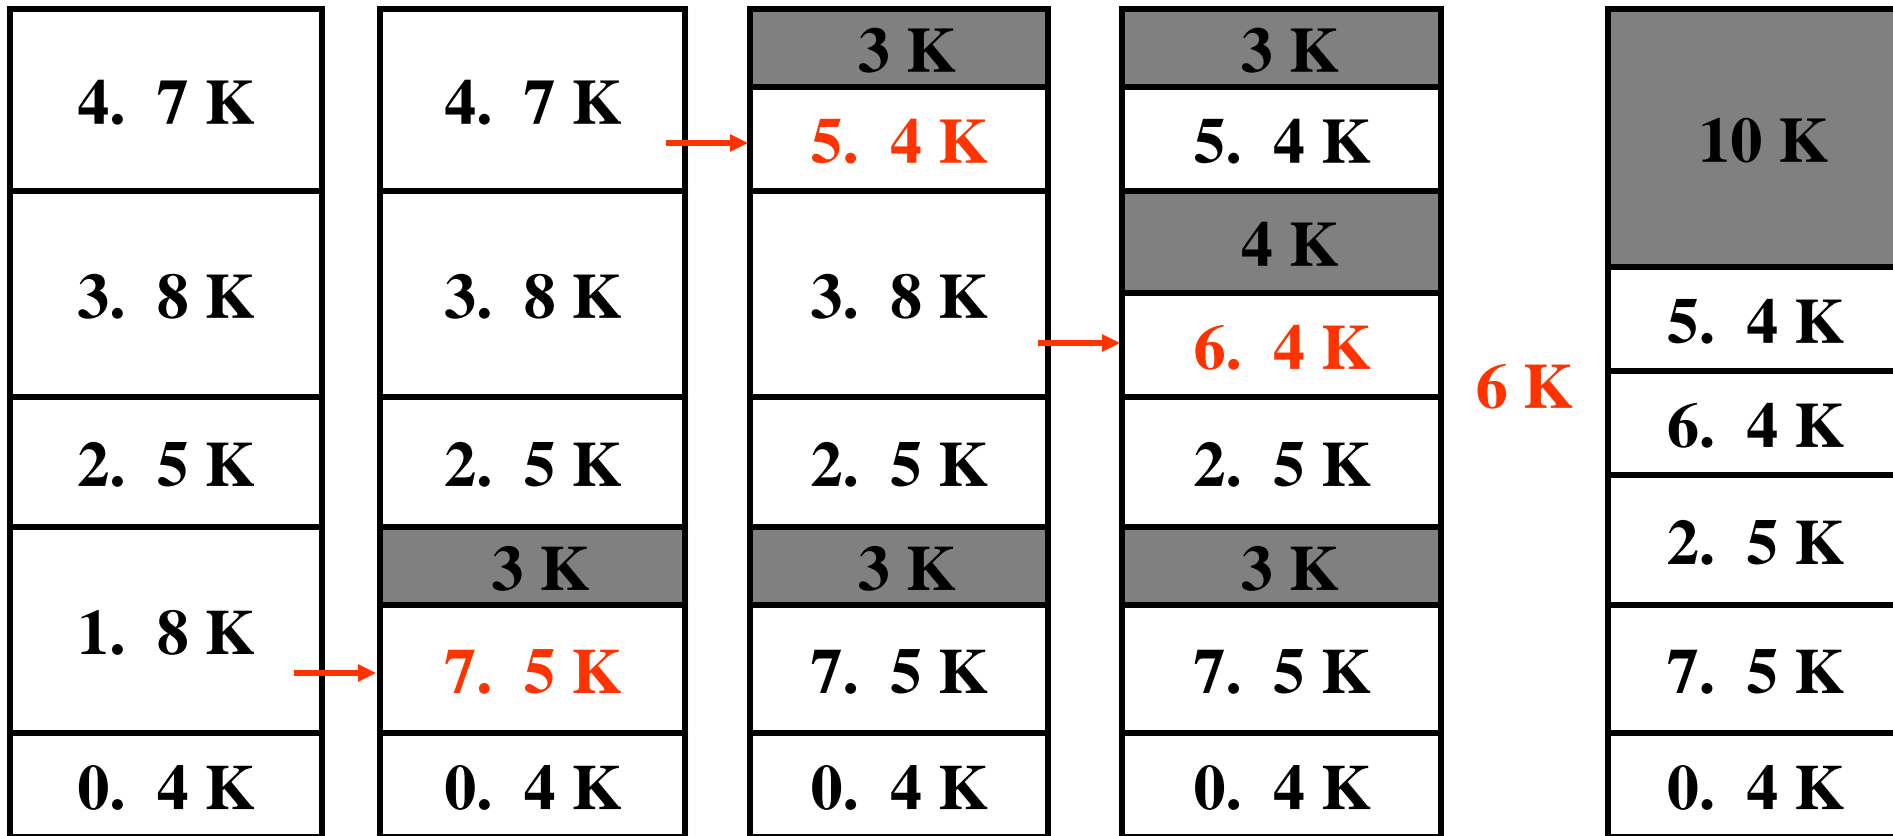 4. 7 K
3. 8 K
2. 5 K
1. 8 K
0. 4 K
4. 7 K
3. 8 K
2. 5 K
3 K
7. 5 K
0. 4 K
3 K
5. 4 K
3. 8 K
2. 5 K
3 K
7. 5 K
0. 4 K
3 K
5. 4 K
4 K
6. 4 K
2. 5 K
3 K
7. 5 K
0. 4 K
6 K
10 K
5. 4 K
6. 4 K
2. 5 K
7. 5 K
0. 4 K